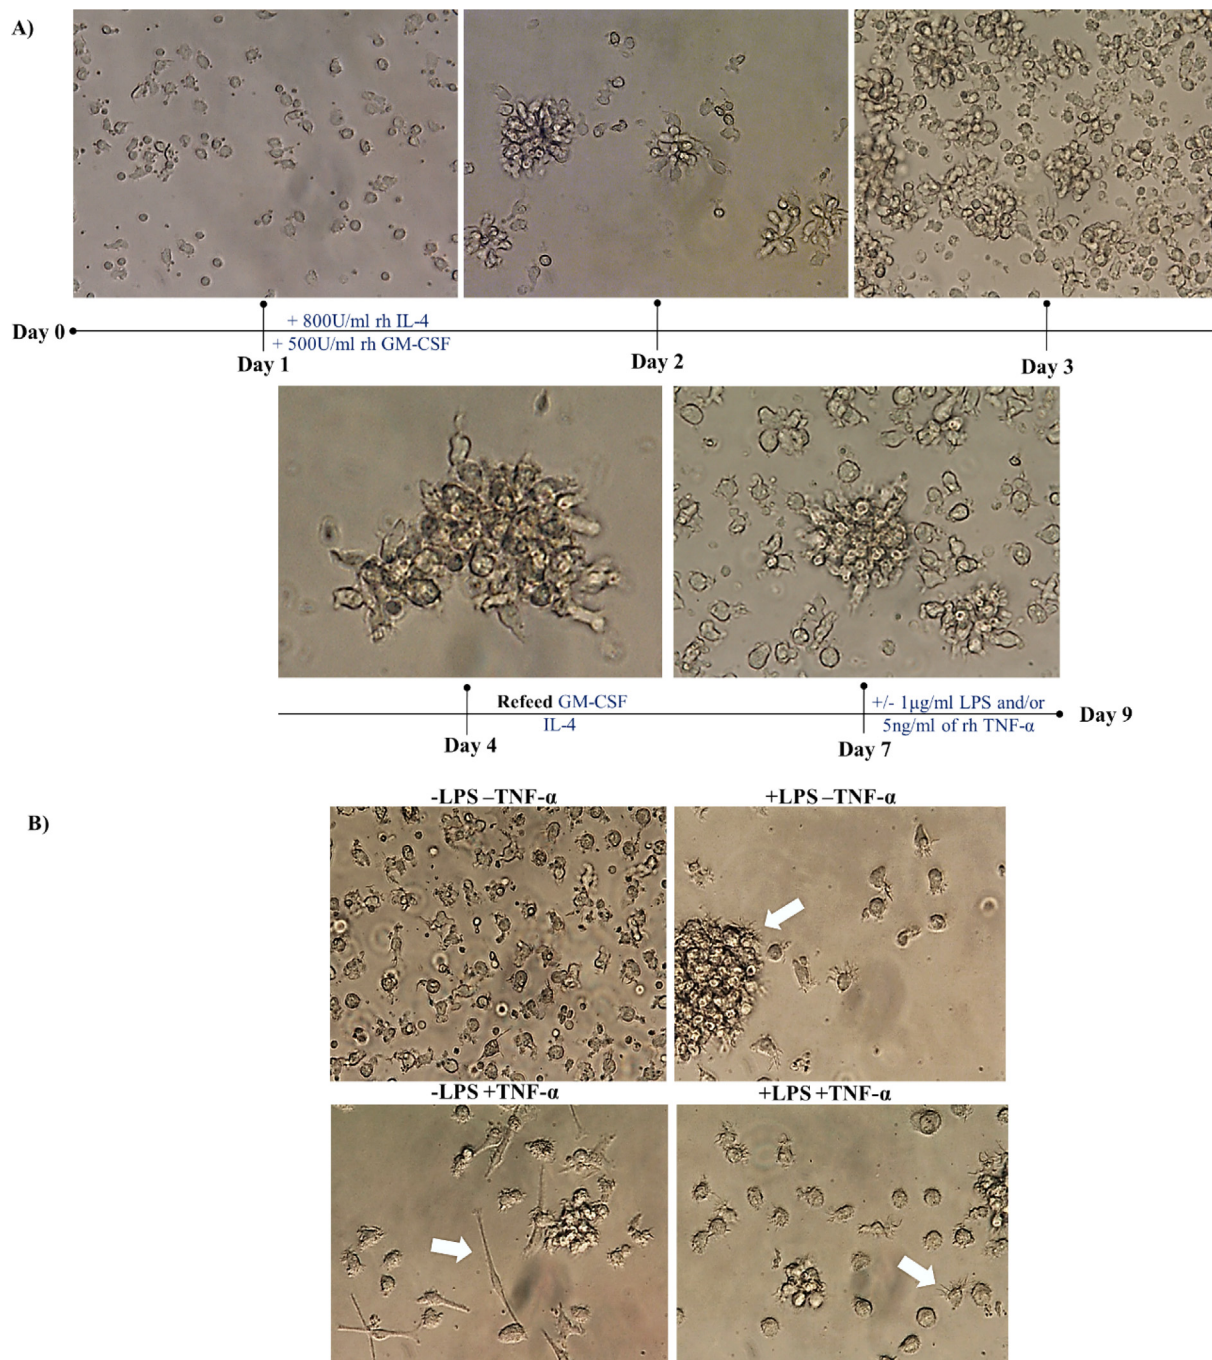 A)
Day 0
+ 800U/ml rh IL-4
+ 500U/ml rh GM-CSF
Day 1
Day 2
Day 3
Refeed GM-CSF
IL-4
Day 4
+/- 1μg/ml LPS and/or
5ng/ml of rh TNF-α
Day 7
Day 9
B)
-LPS –TNF-α
+LPS –TNF-α
-LPS +TNF-α
+LPS +TNF-α